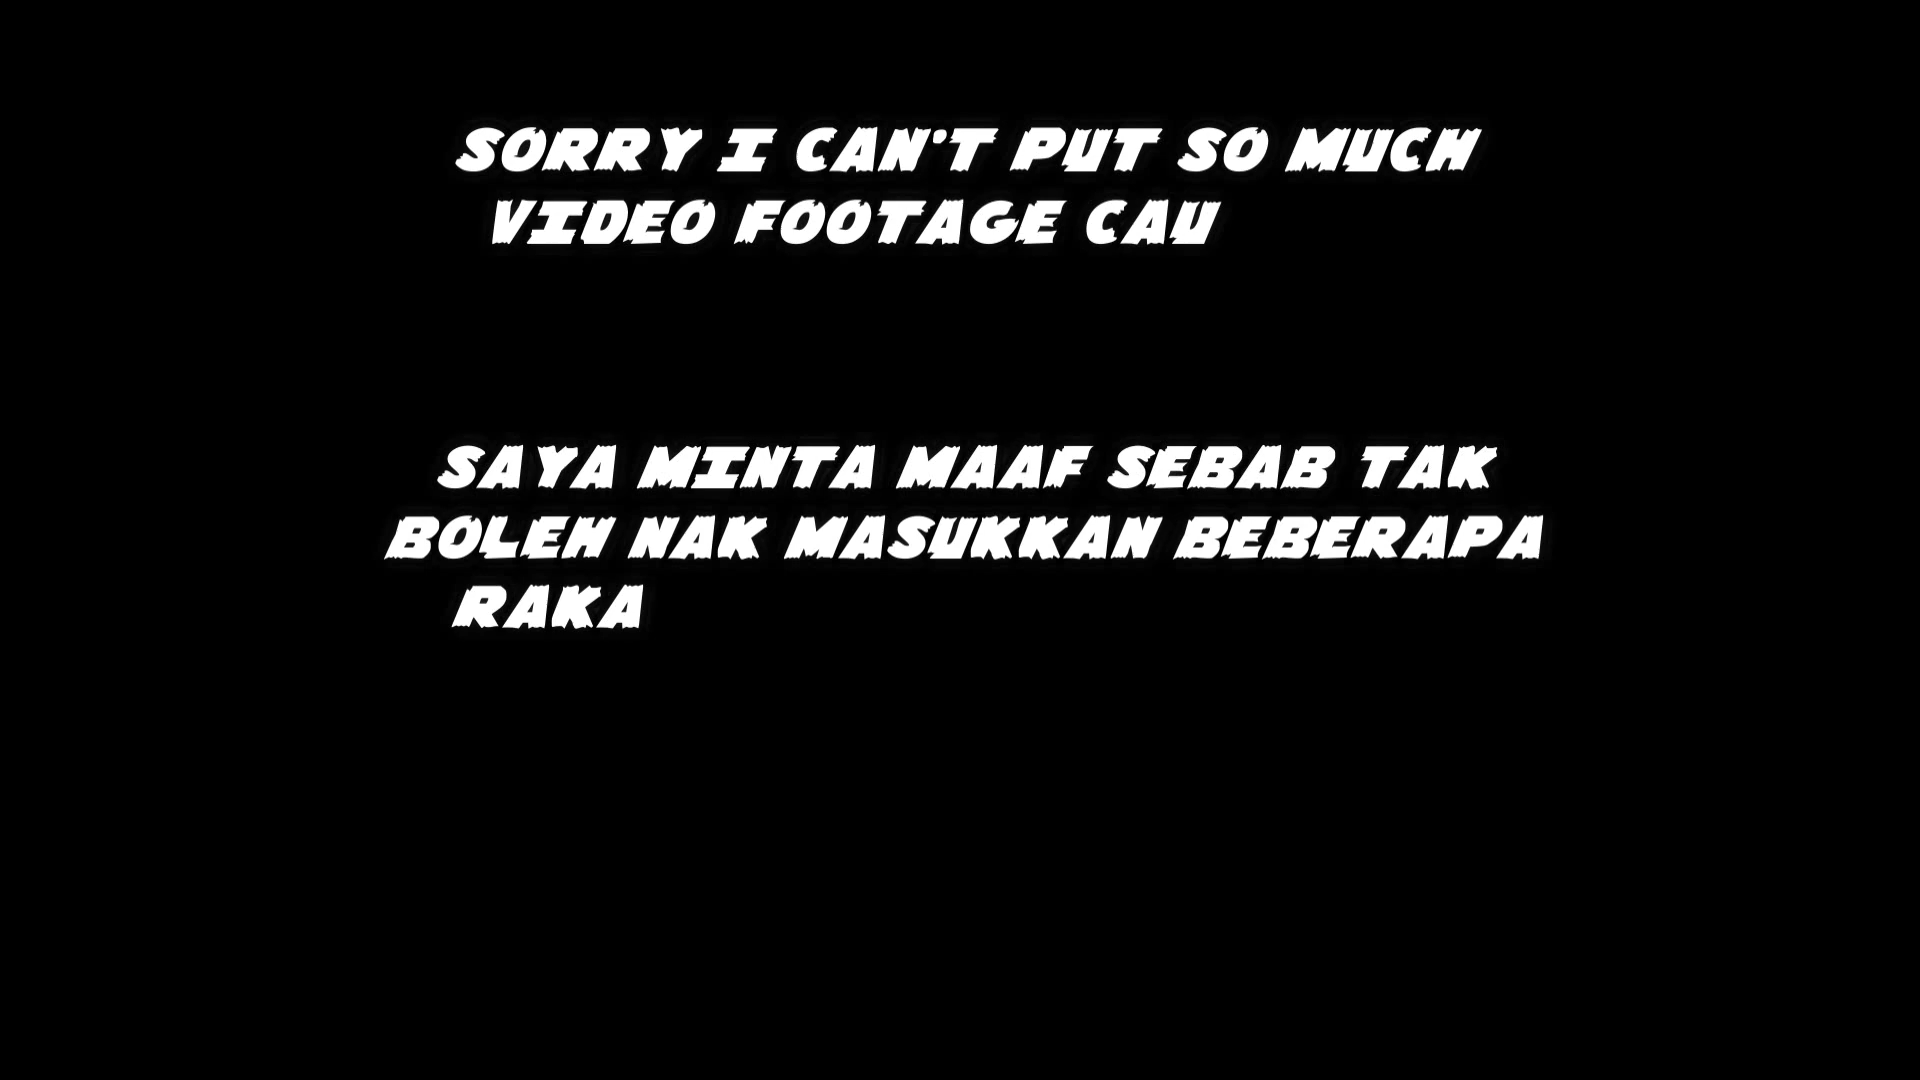 SORRY I CAN'T PUT SO MUCH
VIDEO FOOTAGE CAU
SAYA MINTA MAAF SEBAB TAK
BOLEH NAK MASUKKAN BEBERAPA
RAKA